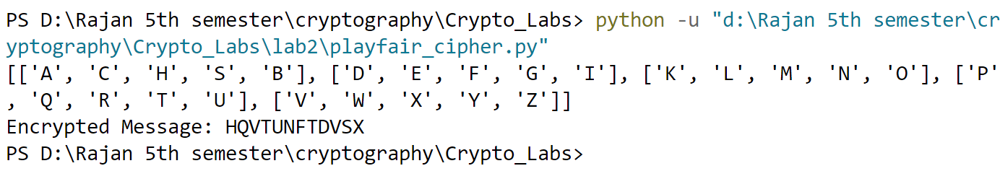 PS D:\Rajan 5th semester\cryptography\Crypto_Labs> python -u "d:\Rajan 5th semester\cr
yptography\Crypto_Labs\lab2\playfair_cipher.py"
[['A', 'C', 'H', 'S', 'B'], ['D', 'E', 'F', 'G', 'I'], ['K', 'L', 'M', 'N', 'O'], ['P'
, 'Q', 'R', 'T', 'U'], ['V', 'W', 'X', 'Y', 'Z']]
Encrypted Message: HQVTUNFTDVSX
PS D:\Rajan 5th semester\cryptography\Crypto_Labs>